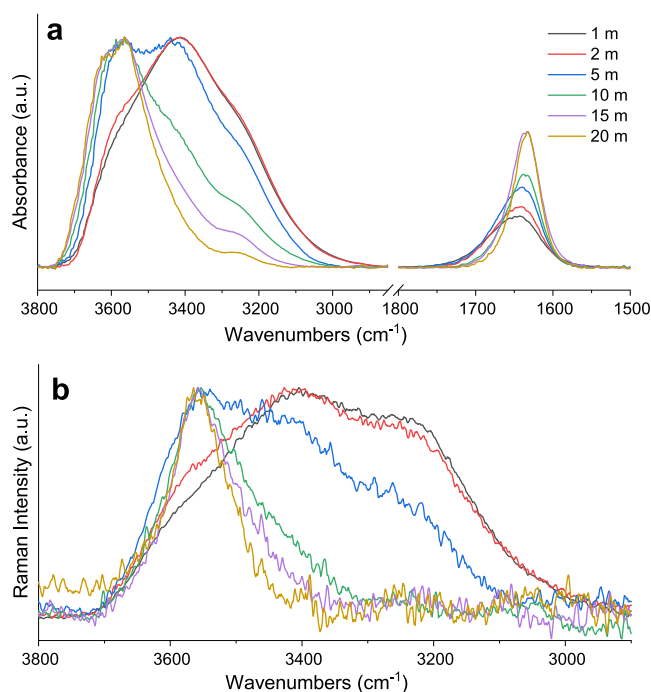 a
1 m
2 m
5 m
10 m
15 m
20 m
Absorbance (a.u.)
3800 3600 3400 3200 3000 1800 1700 1600 1500
Wavenumbers (cm⁻¹)
b
Raman Intensity (a.u.)
3800 3600 3400 3200 3000
Wavenumbers (cm⁻¹)